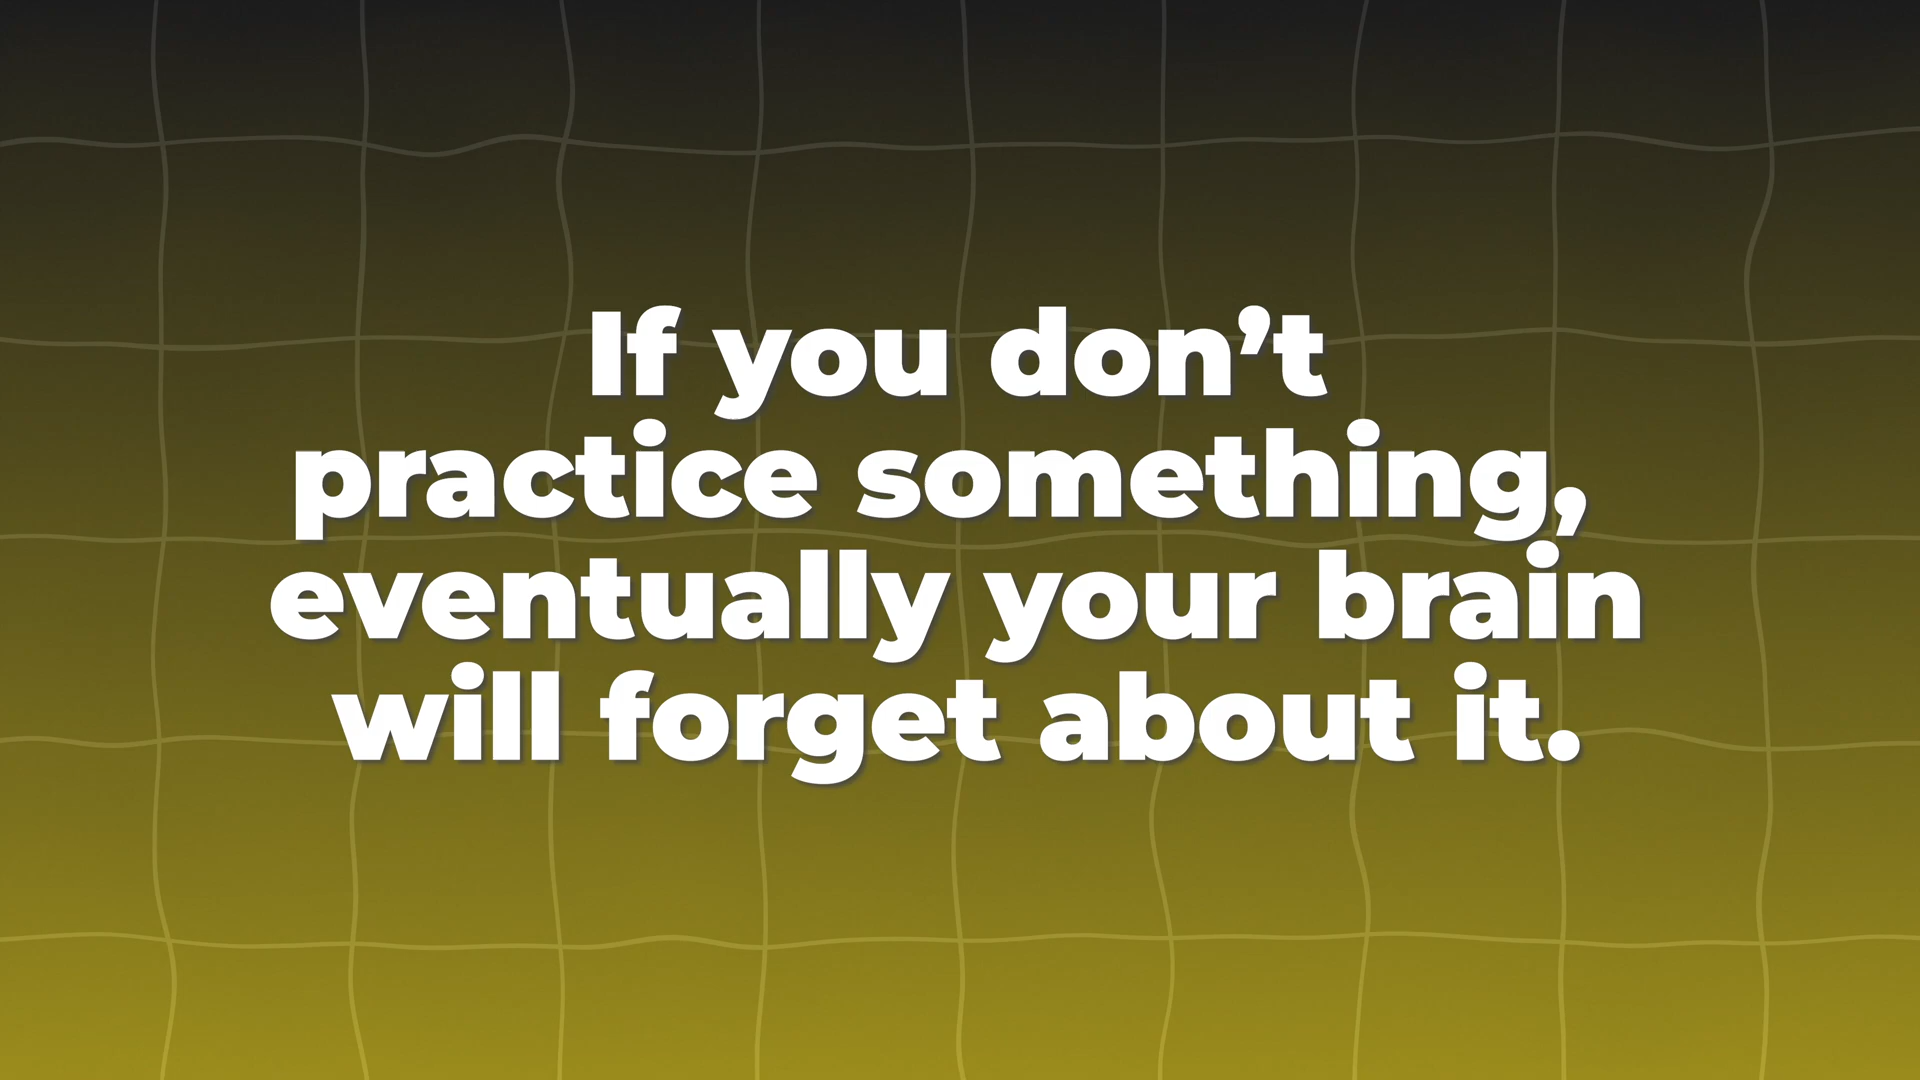 If you don’t
practice something,
eventually your brain
will forget about it.